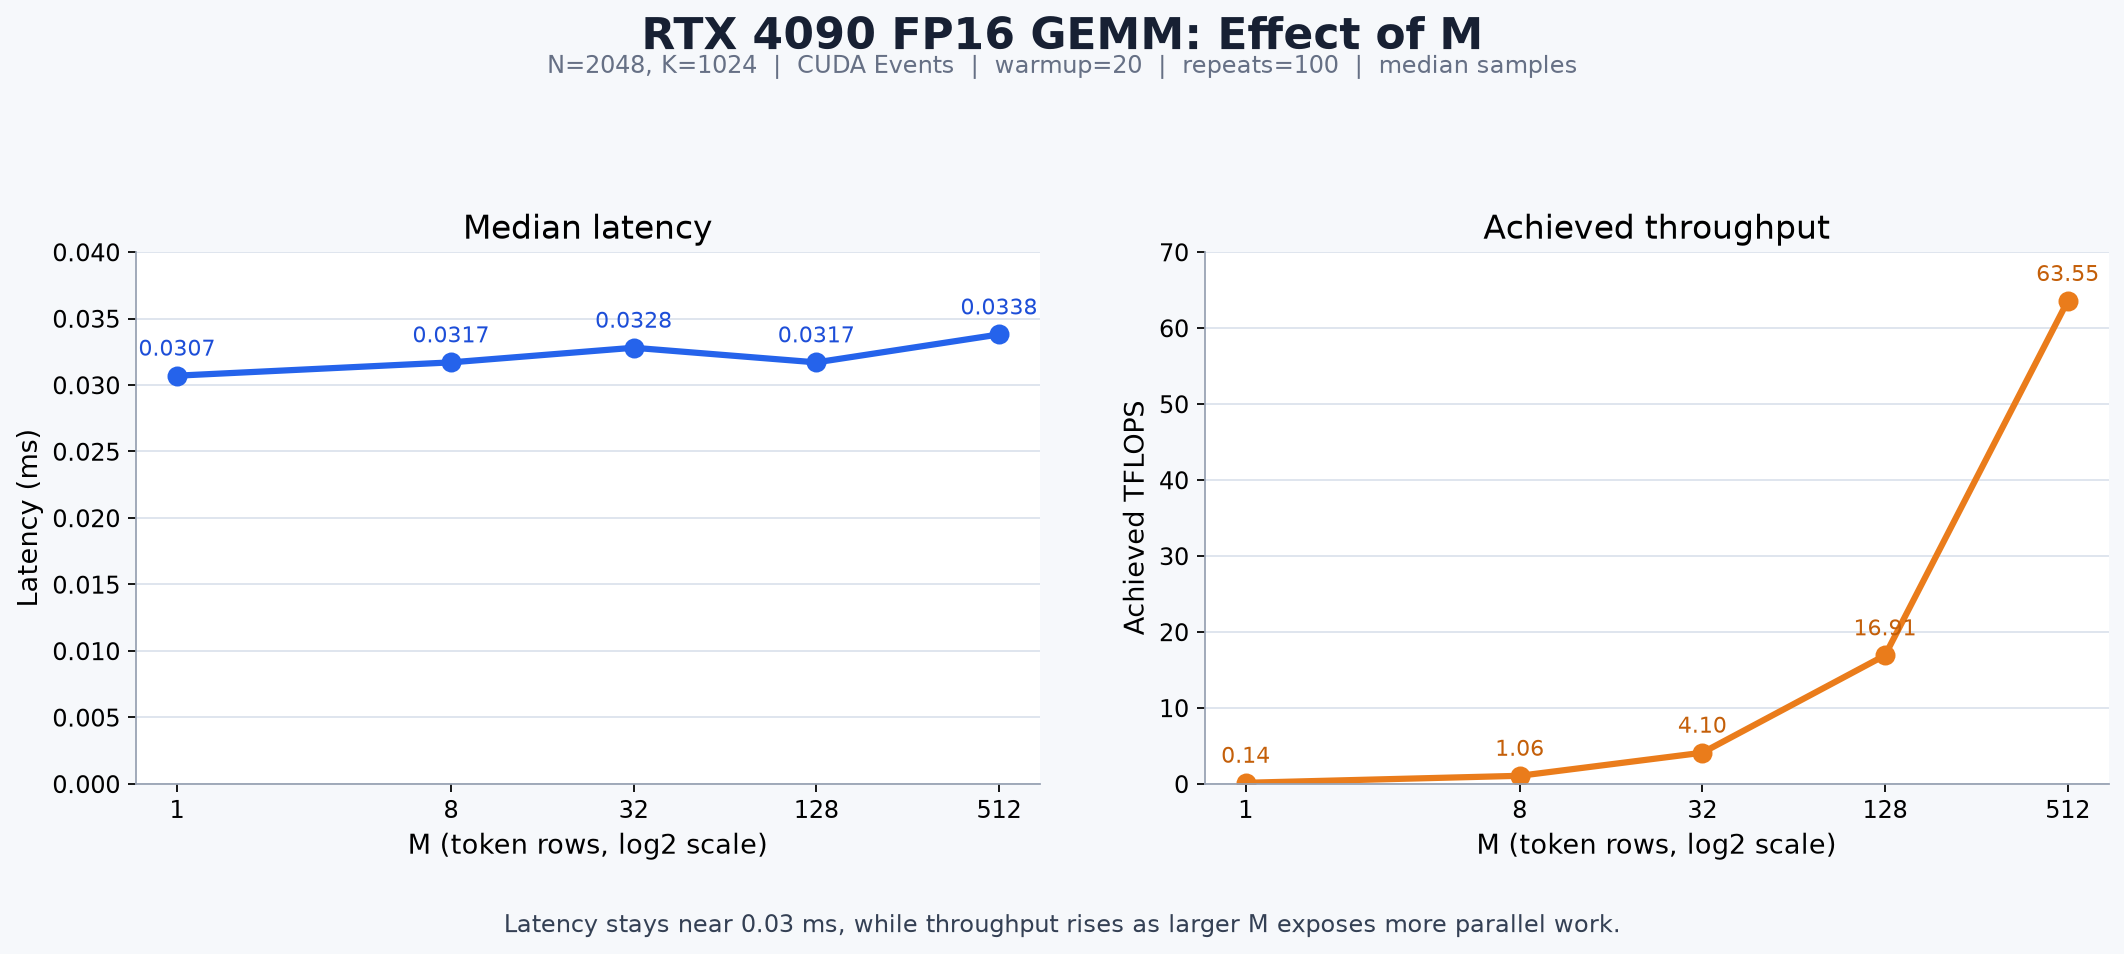 RTX 4090 FP16 GEMM: Effect of M
N=2048, K=1024 | CUDA Events | warmup=20 | repeats=100 | median samples
Median latency
Latency (ms)
0.040
0.035
0.030
0.025
0.020
0.015
0.010
0.005
0.000
0.0307
0.0317
0.0328
0.0317
0.0338
1 8 32 128 512
M (token rows, log2 scale)
Achieved throughput
Achieved TFLOPS
70
60
50
40
30
20
10
0
0.14
1.06
4.10
16.91
63.55
1 8 32 128 512
M (token rows, log2 scale)
Latency stays near 0.03 ms, while throughput rises as larger M exposes more parallel work.